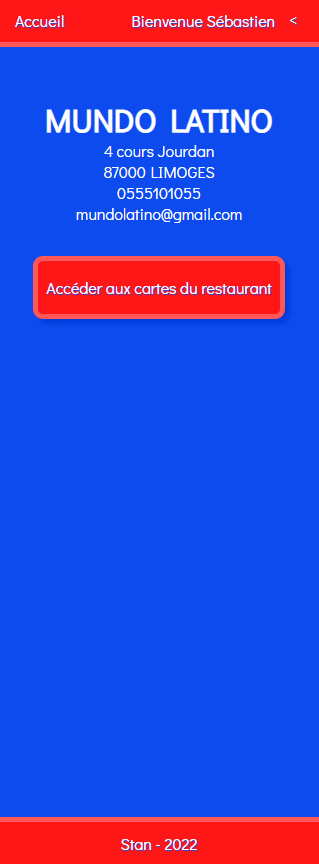 Accueil Bienvenue Sébastien <
MUNDO LATINO
4 cours Jourdan
87000 LIMOGES
0555101055
mundolatino@gmail.com
Accéder aux cartes du restaurant
Stan - 2022